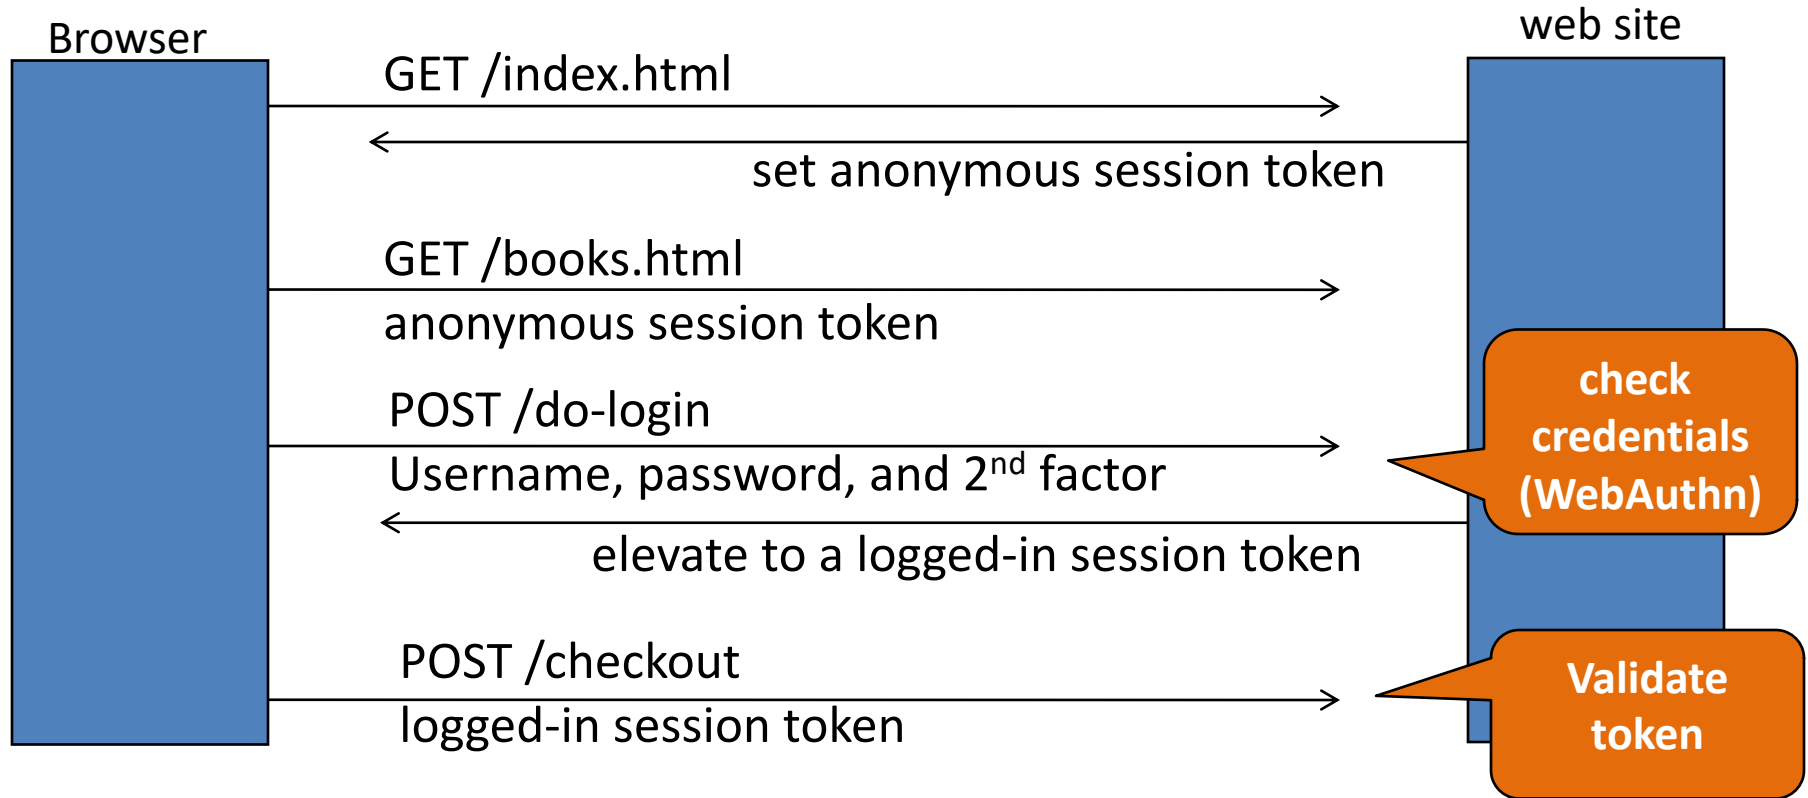 Browser
web site
GET /index.html
set anonymous session token
GET /books.html
anonymous session token
POST /do-login
Username, password, and 2nd factor
check
credentials
(WebAuthn)
elevate to a logged-in session token
POST /checkout
logged-in session token
Validate
token